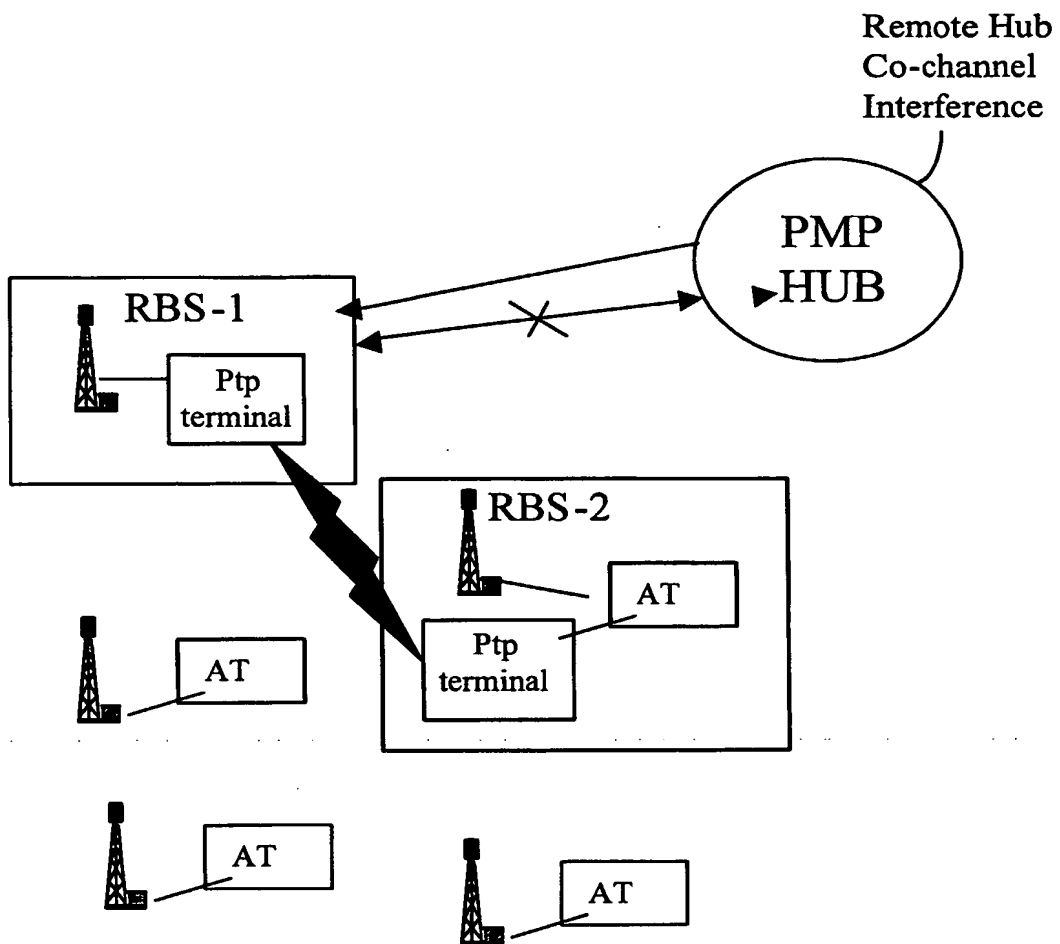 Remote Hub
Co-channel
Interference
PMP
HUB
RBS-1
Ptp
terminal
RBS-2
AT
Ptp
terminal
AT
AT
AT